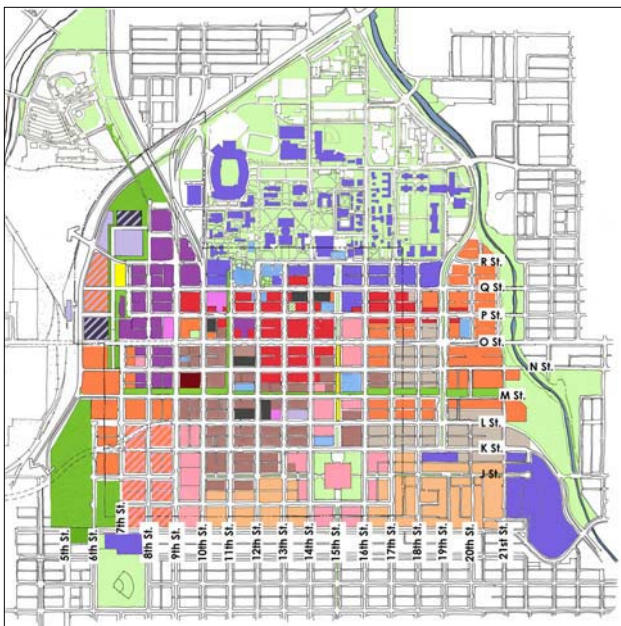 R St.
Q St.
P St.
O St.
N St.
M St.
L St.
K St.
J St.
5th St.
6th St.
7th St.
8th St.
9th St.
10th St.
11th St.
12th St.
13th St.
14th St.
15th St.
16th St.
17th St.
18th St.
19th St.
20th St.
21st St.